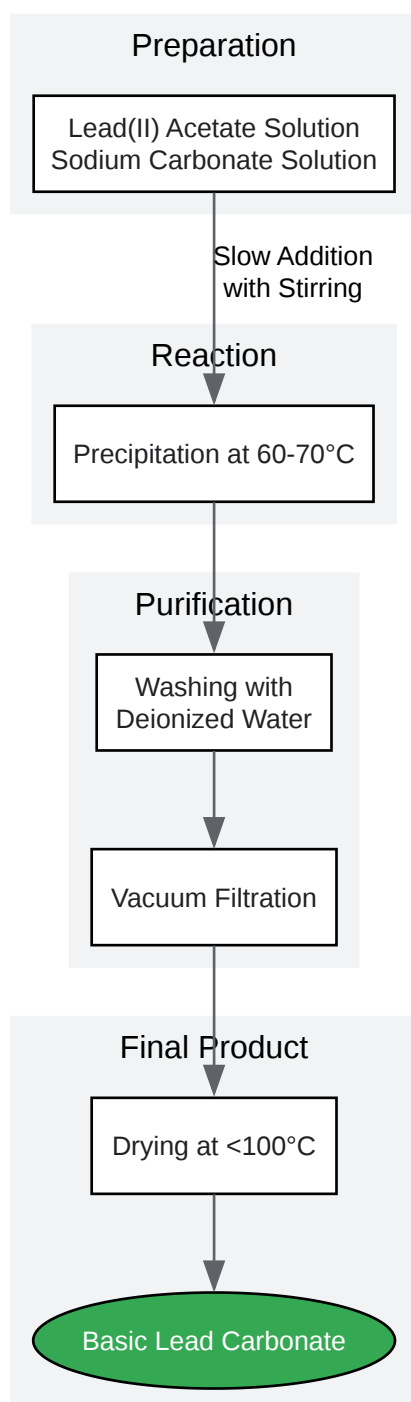 Preparation
Lead(II) Acetate Solution
Sodium Carbonate Solution
Slow Addition
with Stirring
Reaction
Precipitation at 60-70°C
Purification
Washing with
Deionized Water
Vacuum Filtration
Final Product
Drying at <100°C
Basic Lead Carbonate